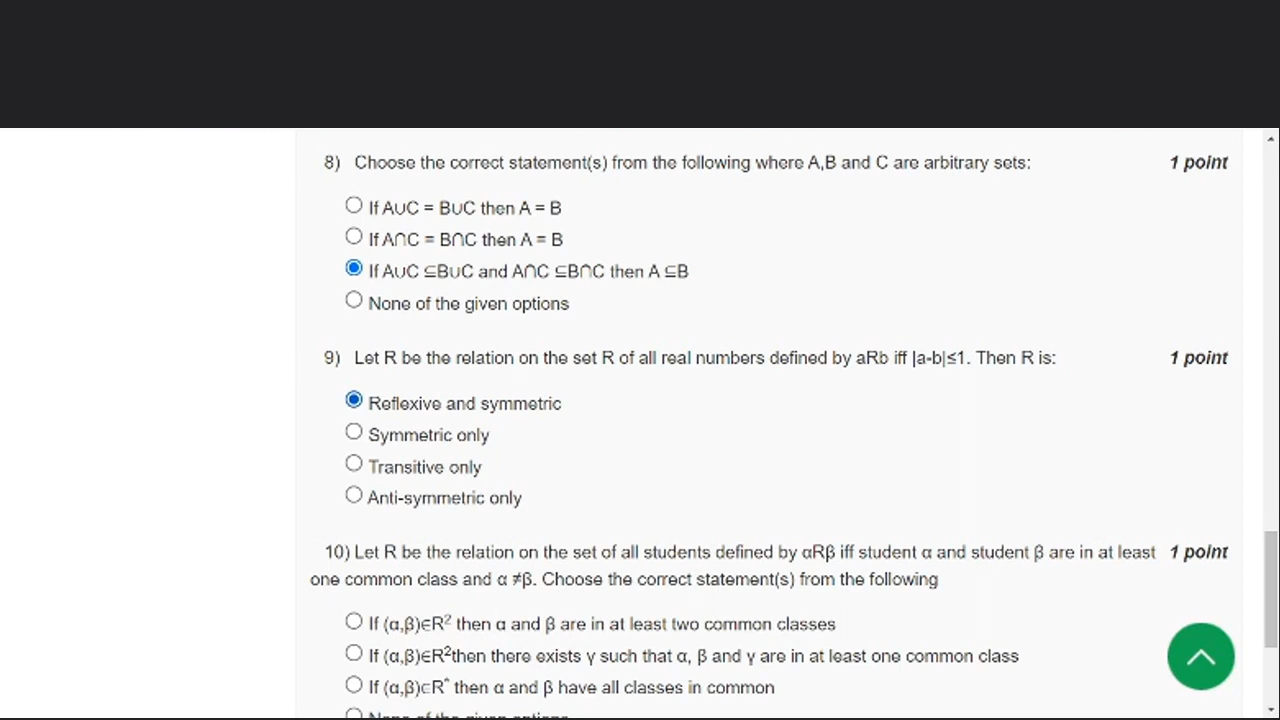 8) Choose the correct statement(s) from the following where A,B and C are arbitrary sets: 1 point
If A∪C = B∪C then A = B
If A∩C = B∩C then A = B
If A∪C ⊆B∪C and A∩C ⊆B∩C then A ⊆B
None of the given options
9) Let R be the relation on the set R of all real numbers defined by aRb iff |a-b|≤1. Then R is: 1 point
Reflexive and symmetric
Symmetric only
Transitive only
Anti-symmetric only
10) Let R be the relation on the set of all students defined by αRβ iff student α and student β are in at least 1 point
one common class and α ≠β. Choose the correct statement(s) from the following
If (α,β)∈R² then α and β are in at least two common classes
If (α,β)∈R²then there exists γ such that α, β and γ are in at least one common class
If (α,β)∈R* then α and β have all classes in common
None of the given options